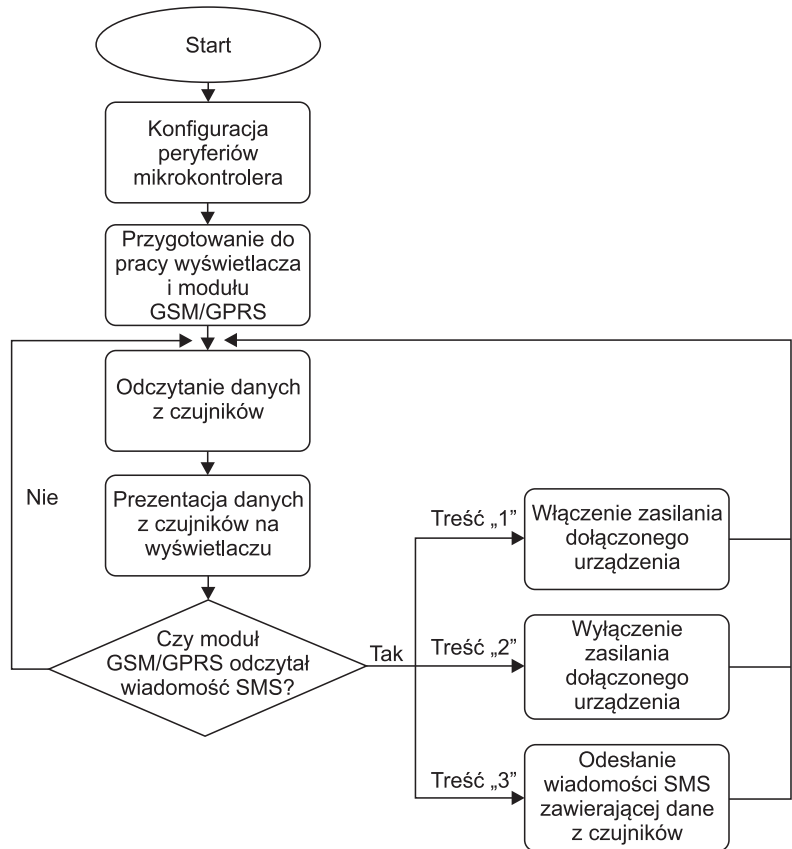 Start
Konfiguracja
peryferiów
mikrokontrolera
Przygotowanie do
pracy wyświetlacza
i modułu
GSM/GPRS
Odczytanie danych
z czujników
Nie
Prezentacja danych
z czujników na
wyświetlaczu
Czy moduł
GSM/GPRS odczytał
wiadomość SMS?
Tak
Treść „1”
Włączenie zasilania
dołączonego
urządzenia
Treść „2”
Wyłączenie
zasilania
dołączonego
urządzenia
Treść „3”
Odesłanie
wiadomości SMS
zawierającej dane
z czujników